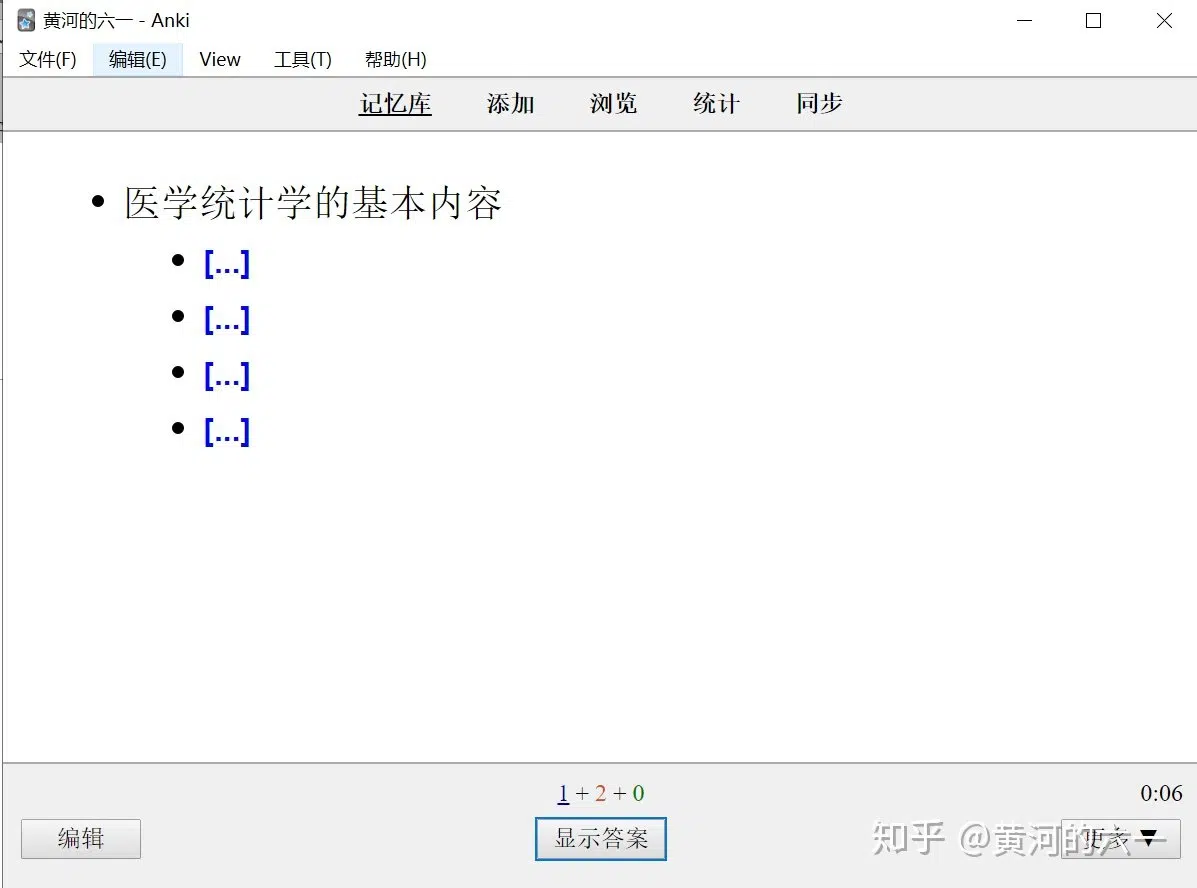 黄河的六一 - Anki
文件(F) 编辑(E) View 工具(T) 帮助(H)
记忆库 添加 浏览 统计 同步
医学统计学的基本内容
[...]
[...]
[...]
[...]
1 + 2 + 0 0:06
编辑 显示答案 更多 ▼
知乎 @黄河的六一